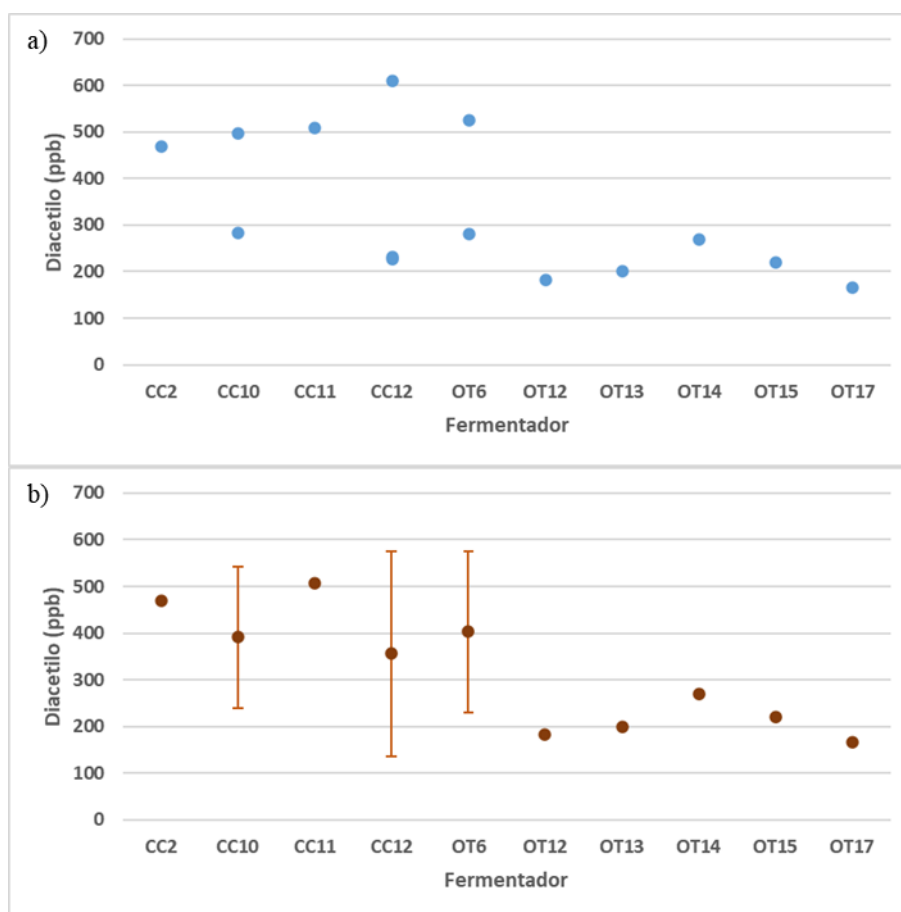 a)
700
600
500
400
300
200
100
0
Diacetilo (ppb)
CC2 CC10 CC11 CC12 OT6 OT12 OT13 OT14 OT15 OT17
Fermentador
b)
700
600
500
400
300
200
100
0
Diacetilo (ppb)
CC2 CC10 CC11 CC12 OT6 OT12 OT13 OT14 OT15 OT17
Fermentador